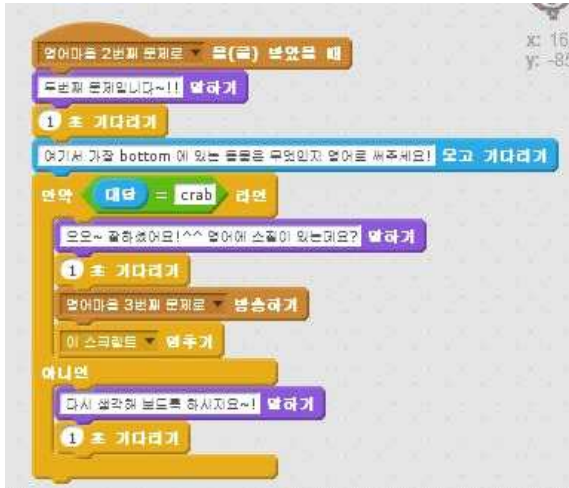 영어마을 2번째 문제로 을(를) 받았을 때
두번째 문제입니다~!! 말하기
1 초 기다리기
여기서 가장 bottom 에 있는 동물은 무엇인지 영어로 써주세요! 묻고 기다리기
만약 대답 = crab 라면
오오~ 잘하셨어요!^^ 영어에 소질이 있는데요? 말하기
1 초 기다리기
영어마을 3번째 문제로 방송하기
이 스크립트 멈추기
아니면
다시 생각해 보도록 하시지요~! 말하기
1 초 기다리기
x: 16
y: -85